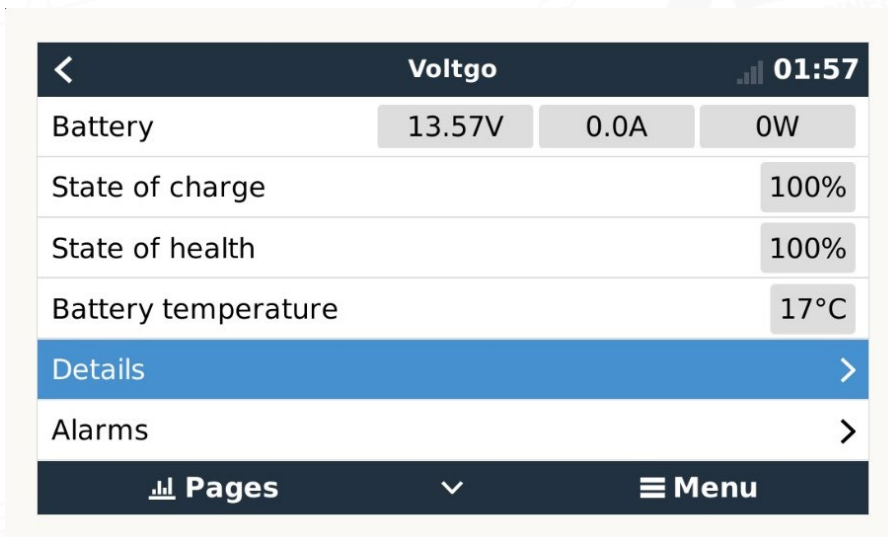 Voltgo 01:57
Battery 13.57V 0.0A 0W
State of charge 100%
State of health 100%
Battery temperature 17°C
Details
Alarms
Pages Menu